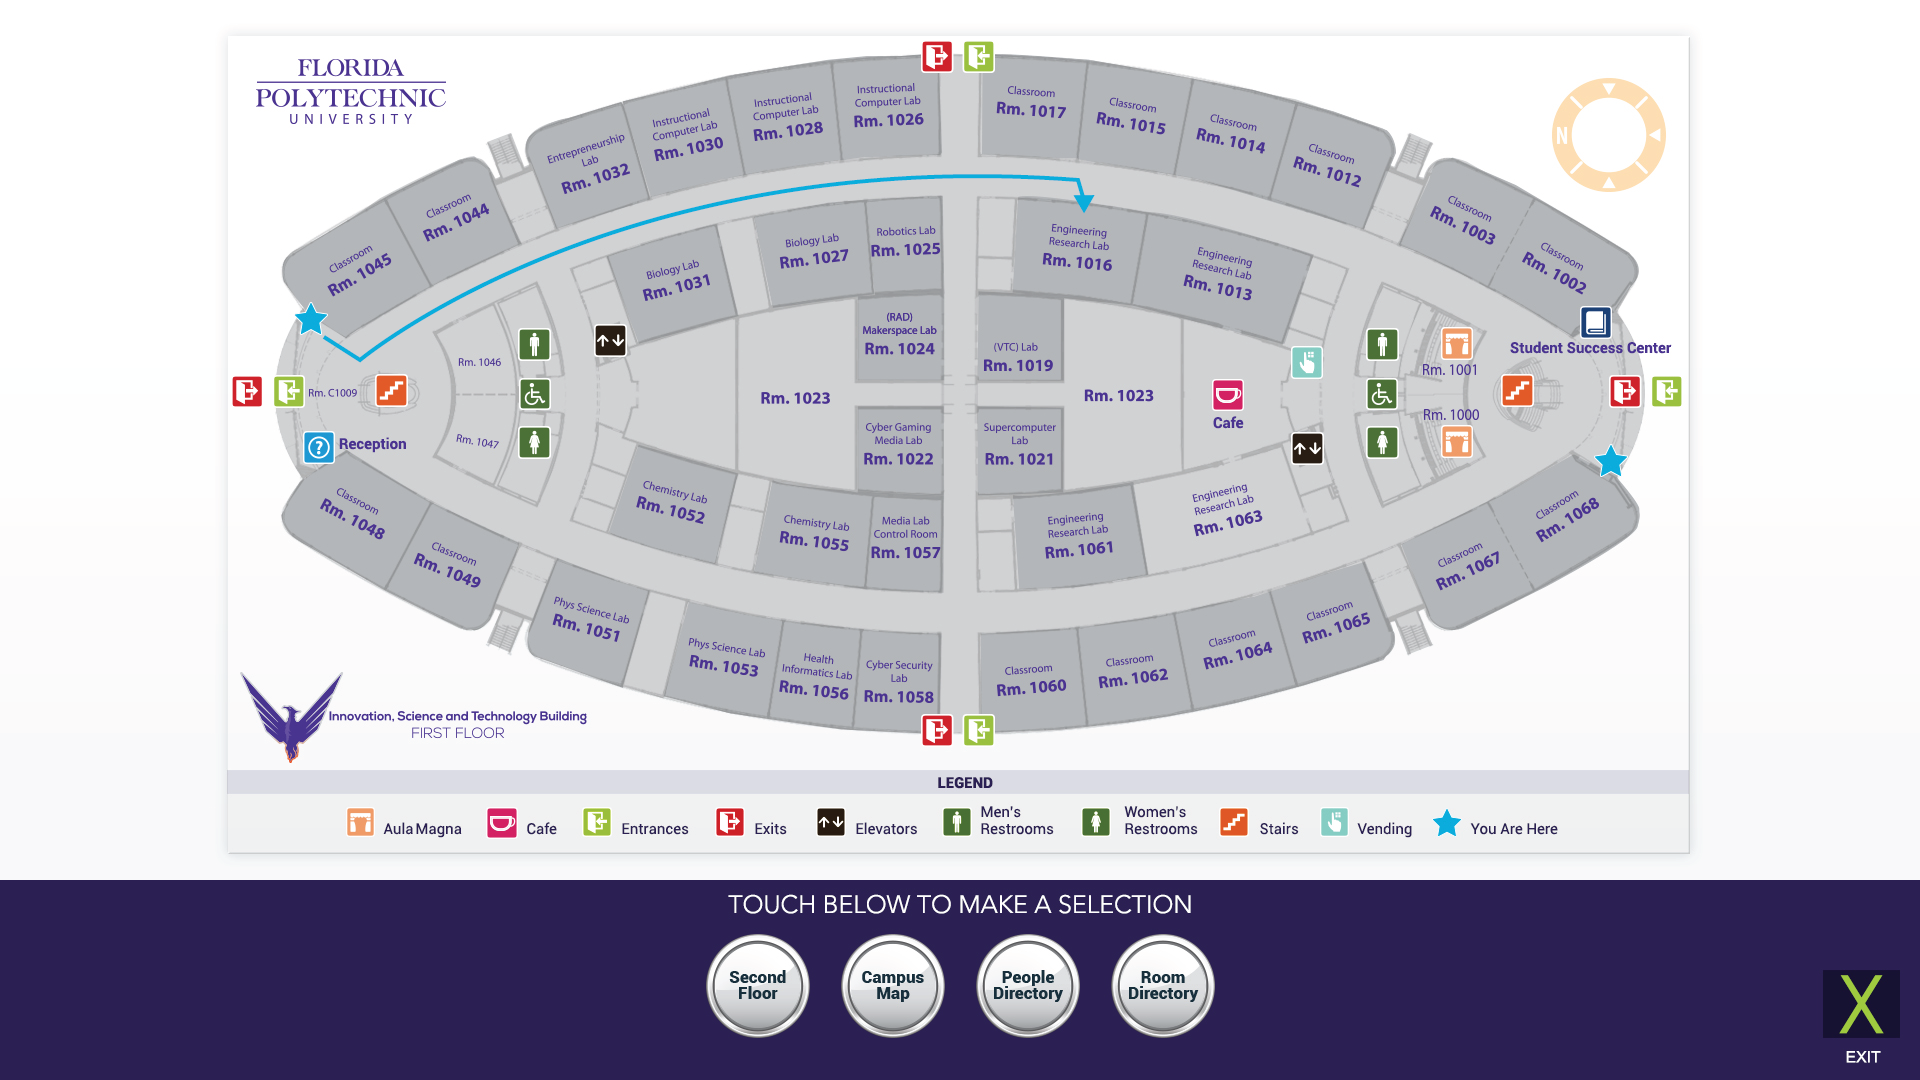 FLORIDA
POLYTECHNIC
UNIVERSITY
N
Instructional
Computer Lab
Rm. 1026
Instructional
Computer Lab
Rm. 1028
Instructional
Computer Lab
Rm. 1030
Entrepreneurship
Lab
Rm. 1032
Classroom
Rm. 1044
Classroom
Rm. 1045
Classroom
Rm. 1017
Classroom
Rm. 1015
Classroom
Rm. 1014
Classroom
Rm. 1012
Classroom
Rm. 1003
Classroom
Rm. 1002
Biology Lab
Rm. 1031
Biology Lab
Rm. 1027
Robotics Lab
Rm. 1025
Engineering
Research Lab
Rm. 1016
Engineering
Research Lab
Rm. 1013
(RAD)
Makerspace Lab
Rm. 1024
(VTC) Lab
Rm. 1019
Student Success Center
Rm. 1046
Rm. C1009
Rm. 1047
Reception
Rm. 1023
Rm. 1023
Cafe
Rm. 1001
Rm. 1000
Cyber Gaming
Media Lab
Rm. 1022
Supercomputer
Lab
Rm. 1021
Chemistry Lab
Rm. 1052
Chemistry Lab
Rm. 1055
Media Lab
Control Room
Rm. 1057
Engineering
Research Lab
Rm. 1061
Engineering
Research Lab
Rm. 1063
Classroom
Rm. 1048
Classroom
Rm. 1049
Phys Science Lab
Rm. 1051
Phys Science Lab
Rm. 1053
Health
Informatics Lab
Rm. 1056
Cyber Security
Lab
Rm. 1058
Classroom
Rm. 1060
Classroom
Rm. 1062
Classroom
Rm. 1064
Classroom
Rm. 1065
Classroom
Rm. 1067
Classroom
Rm. 1068
Innovation, Science and Technology Building
FIRST FLOOR
LEGEND
Aula Magna
Cafe
Entrances
Exits
Elevators
Men's
Restrooms
Women's
Restrooms
Stairs
Vending
You Are Here
TOUCH BELOW TO MAKE A SELECTION
Second
Floor
Campus
Map
People
Directory
Room
Directory
X
EXIT